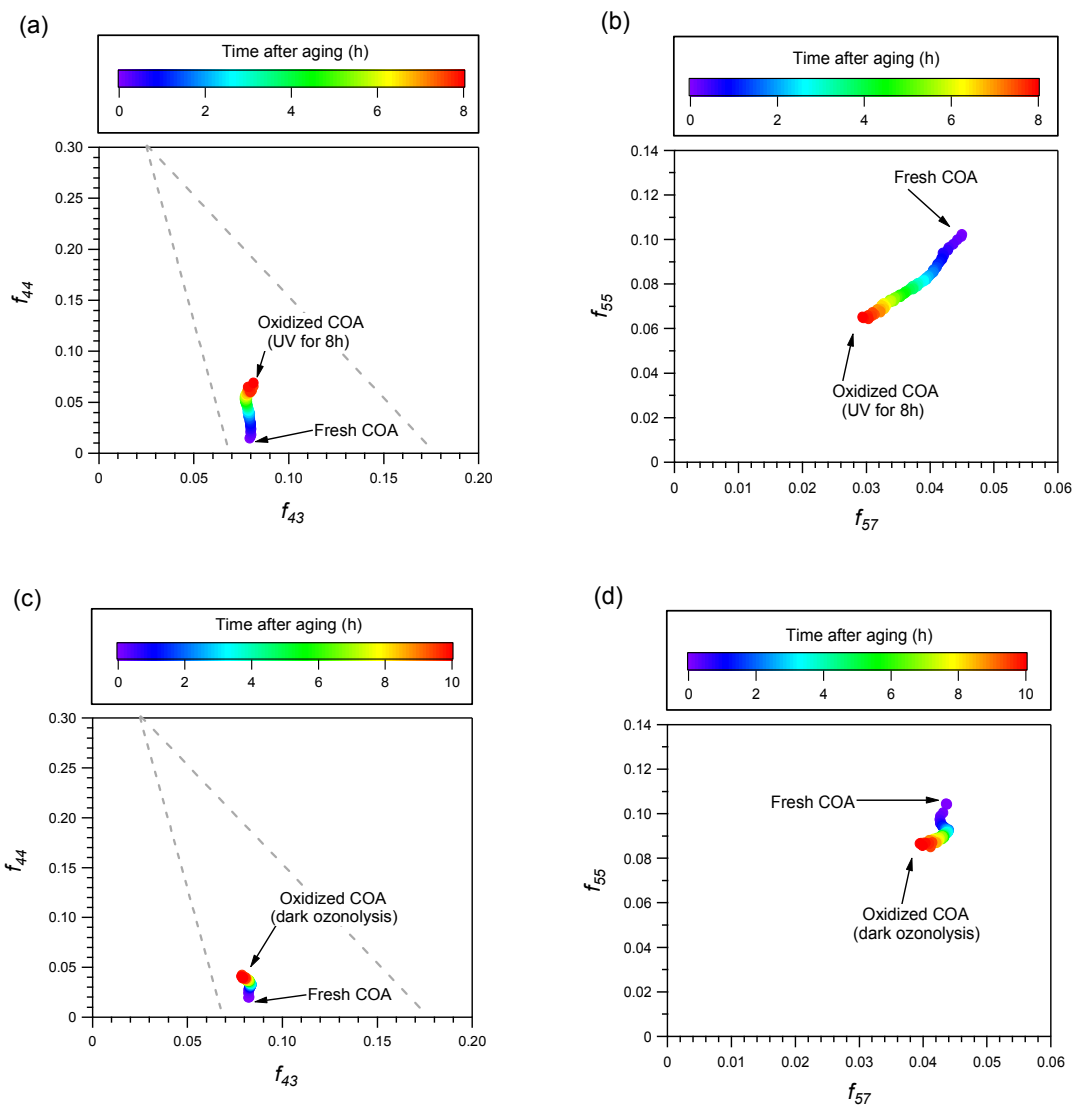 (a)
Time after aging (h)
0 2 4 6 8
0.30
0.25
0.20
0.15
0.10
0.05
0
f44
Oxidized COA
(UV for 8h)
Fresh COA
0 0.05 0.10 0.15 0.20
f43
(b)
Time after aging (h)
0 2 4 6 8
0.14
0.12
0.10
0.08
0.06
0.04
0.02
0
f55
Fresh COA
Oxidized COA
(UV for 8h)
0 0.01 0.02 0.03 0.04 0.05 0.06
f57
(c)
Time after aging (h)
0 2 4 6 8 10
0.30
0.25
0.20
0.15
0.10
0.05
0
f44
Oxidized COA
(dark ozonolysis)
Fresh COA
0 0.05 0.10 0.15 0.20
f43
(d)
Time after aging (h)
0 2 4 6 8 10
0.14
0.12
0.10
0.08
0.06
0.04
0.02
0
f55
Fresh COA
Oxidized COA
(dark ozonolysis)
0 0.01 0.02 0.03 0.04 0.05 0.06
f57